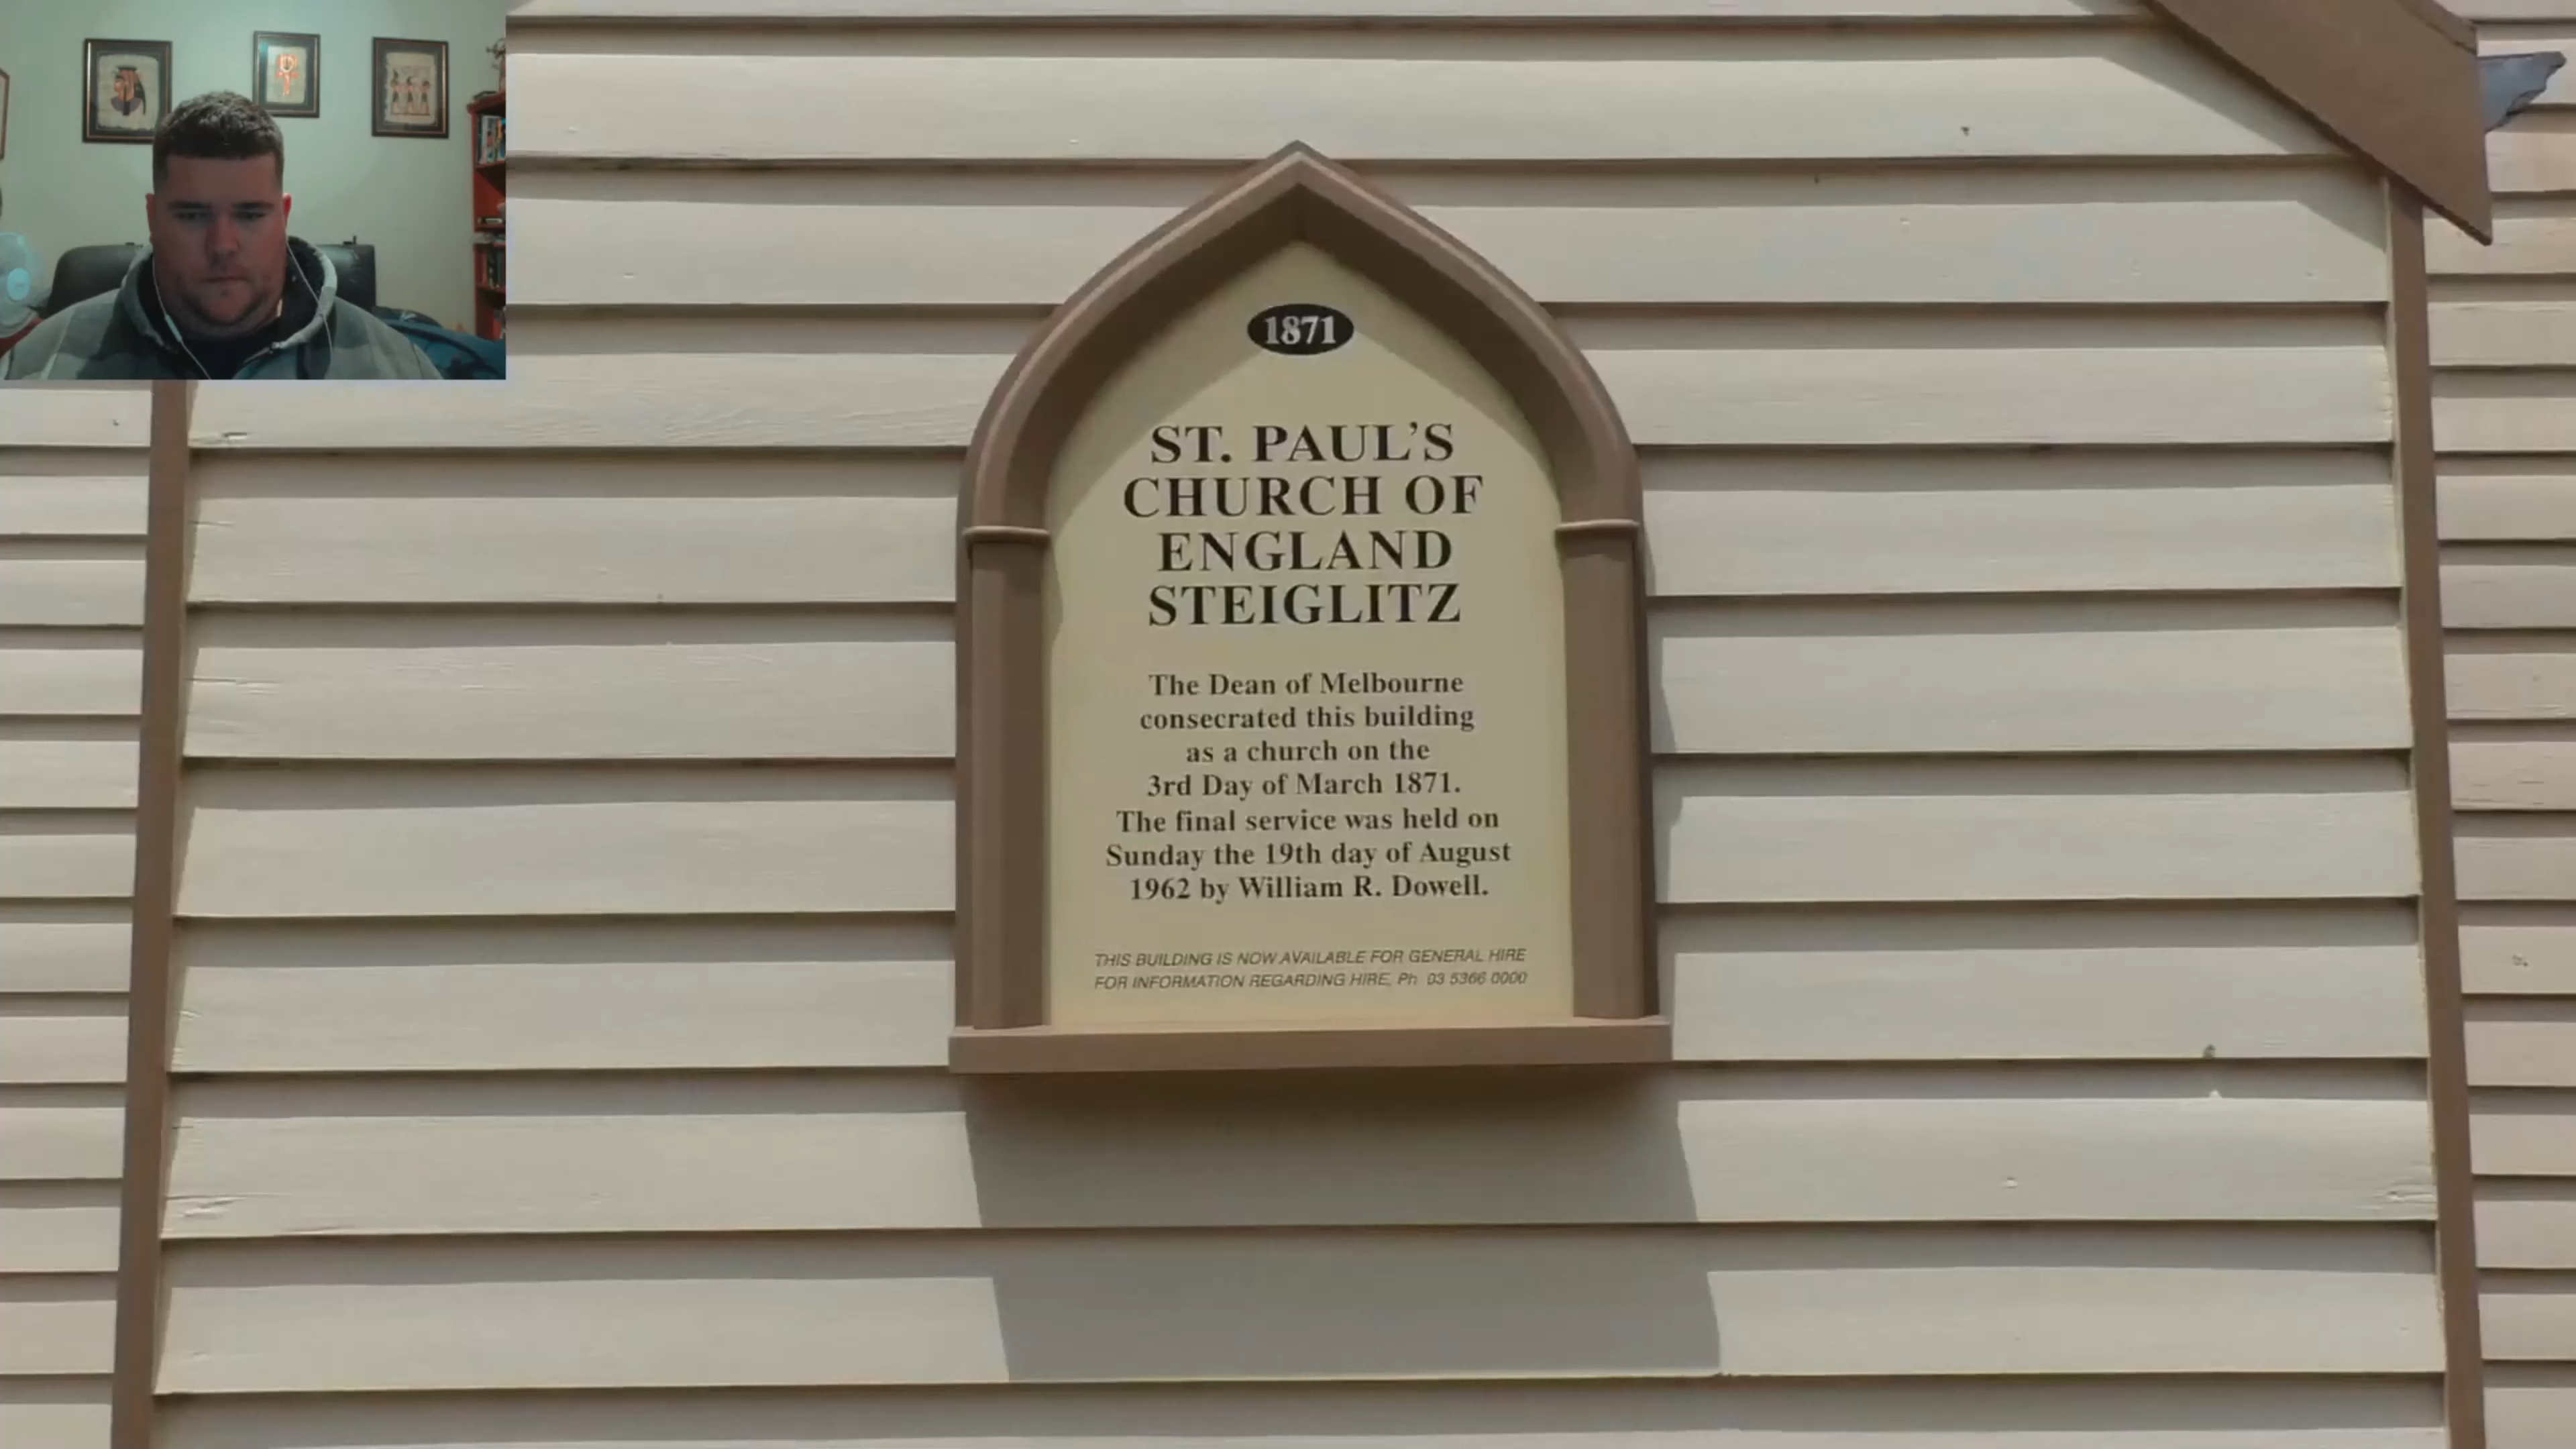 1871
ST. PAUL'S
CHURCH OF
ENGLAND
STEIGLITZ
The Dean of Melbourne
consecrated this building
as a church on the
3rd Day of March 1871.
The final service was held on
Sunday the 19th day of August
1962 by William R. Dowell.
THIS BUILDING IS NOW AVAILABLE FOR GENERAL HIRE
FOR INFORMATION REGARDING HIRE, Ph 03 5366 0000